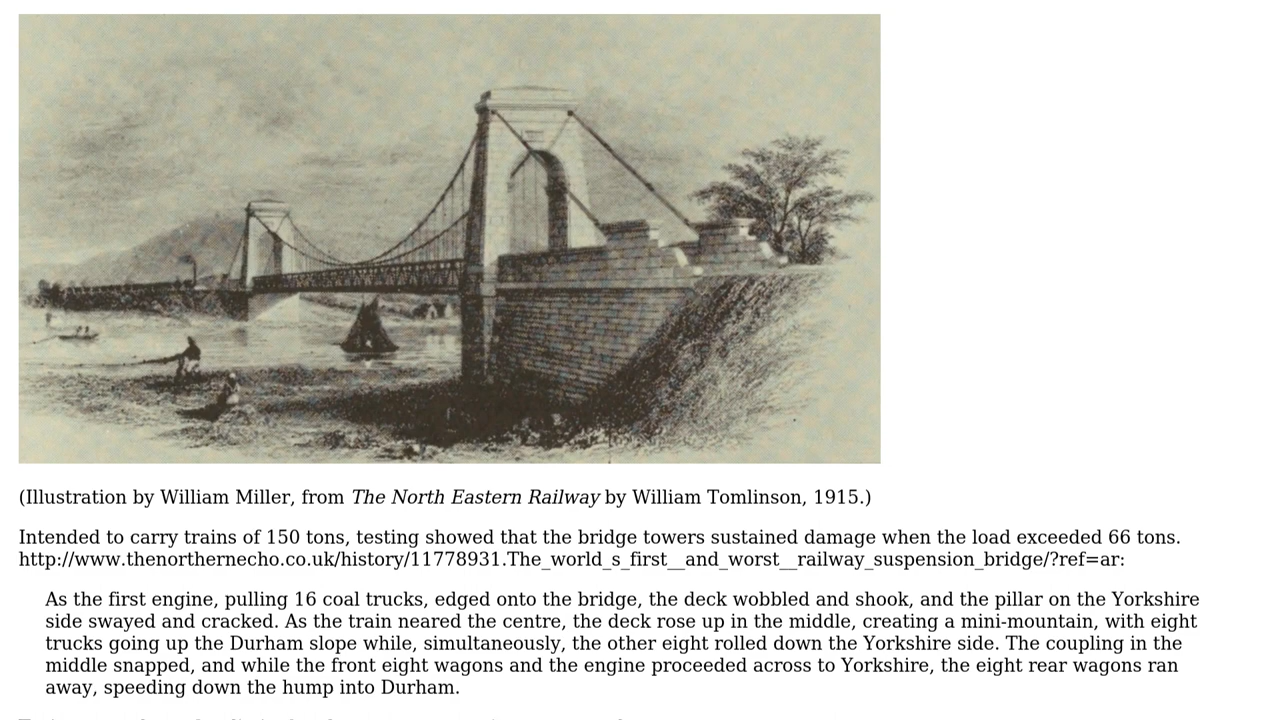 (Illustration by William Miller, from The North Eastern Railway by William Tomlinson, 1915.)
Intended to carry trains of 150 tons, testing showed that the bridge towers sustained damage when the load exceeded 66 tons.
http://www.thenorthernecho.co.uk/history/11778931.The_world_s_first__and_worst__railway_suspension_bridge/?ref=ar:
As the first engine, pulling 16 coal trucks, edged onto the bridge, the deck wobbled and shook, and the pillar on the Yorkshire
side swayed and cracked. As the train neared the centre, the deck rose up in the middle, creating a mini-mountain, with eight
trucks going up the Durham slope while, simultaneously, the other eight rolled down the Yorkshire side. The coupling in the
middle snapped, and while the front eight wagons and the engine proceeded across to Yorkshire, the eight rear wagons ran
away, speeding down the hump into Durham.